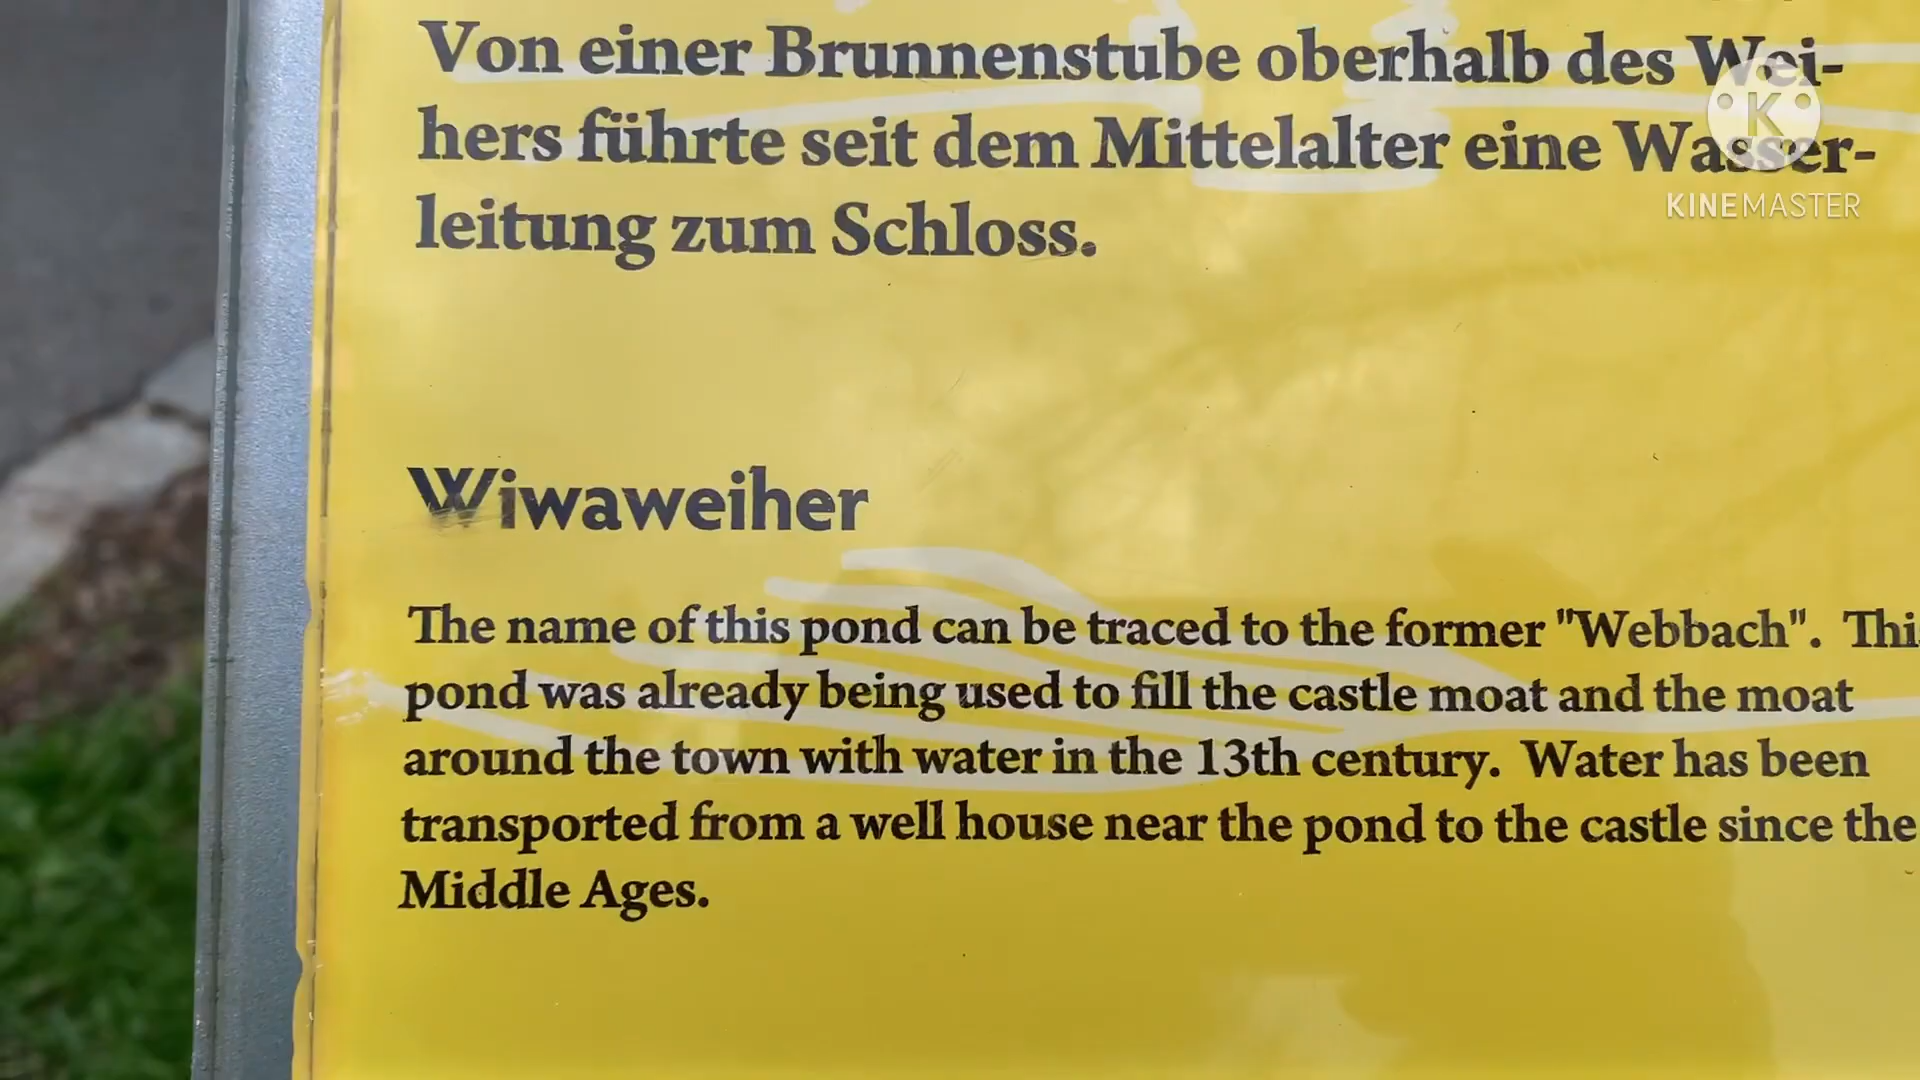 Von einer Brunnenstube oberhalb des Wei-
hers führte seit dem Mittelalter eine Wasser-
leitung zum Schloss.
K
KINEMASTER
Wiwaweiher
The name of this pond can be traced to the former "Webbach". This
pond was already being used to fill the castle moat and the moat
around the town with water in the 13th century. Water has been
transported from a well house near the pond to the castle since the
Middle Ages.